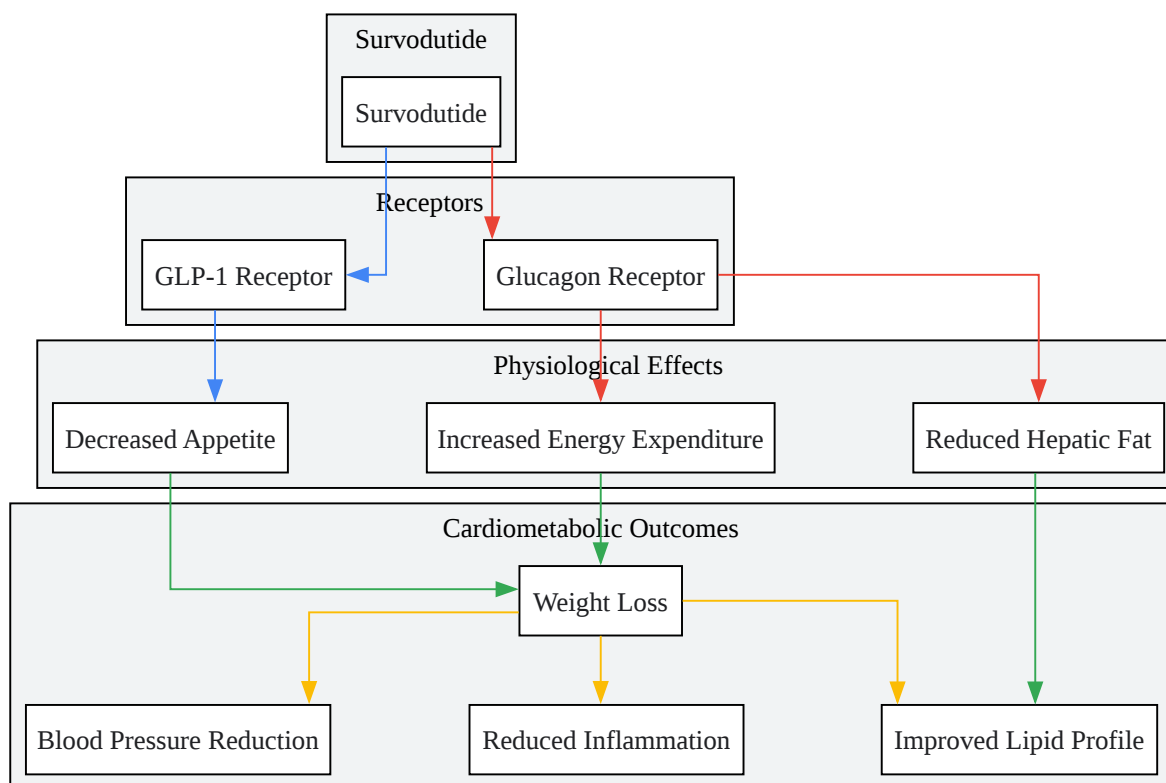 Survodutide
Survodutide
Receptors
GLP-1 Receptor
Glucagon Receptor
Physiological Effects
Decreased Appetite
Increased Energy Expenditure
Reduced Hepatic Fat
Cardiometabolic Outcomes
Weight Loss
Blood Pressure Reduction
Reduced Inflammation
Improved Lipid Profile